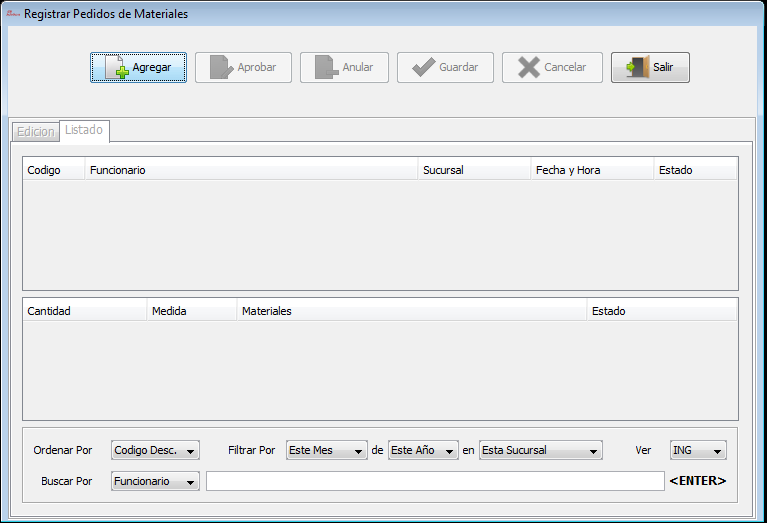 Registrar Pedidos de Materiales
Agregar Aprobar Anular Guardar Cancelar Salir
Edicion Listado
Codigo Funcionario Sucursal Fecha y Hora Estado
Cantidad Medida Materiales Estado
Ordenar Por Codigo Desc. Filtrar Por Este Mes de Este Año en Esta Sucursal Ver ING
Buscar Por Funcionario <ENTER>